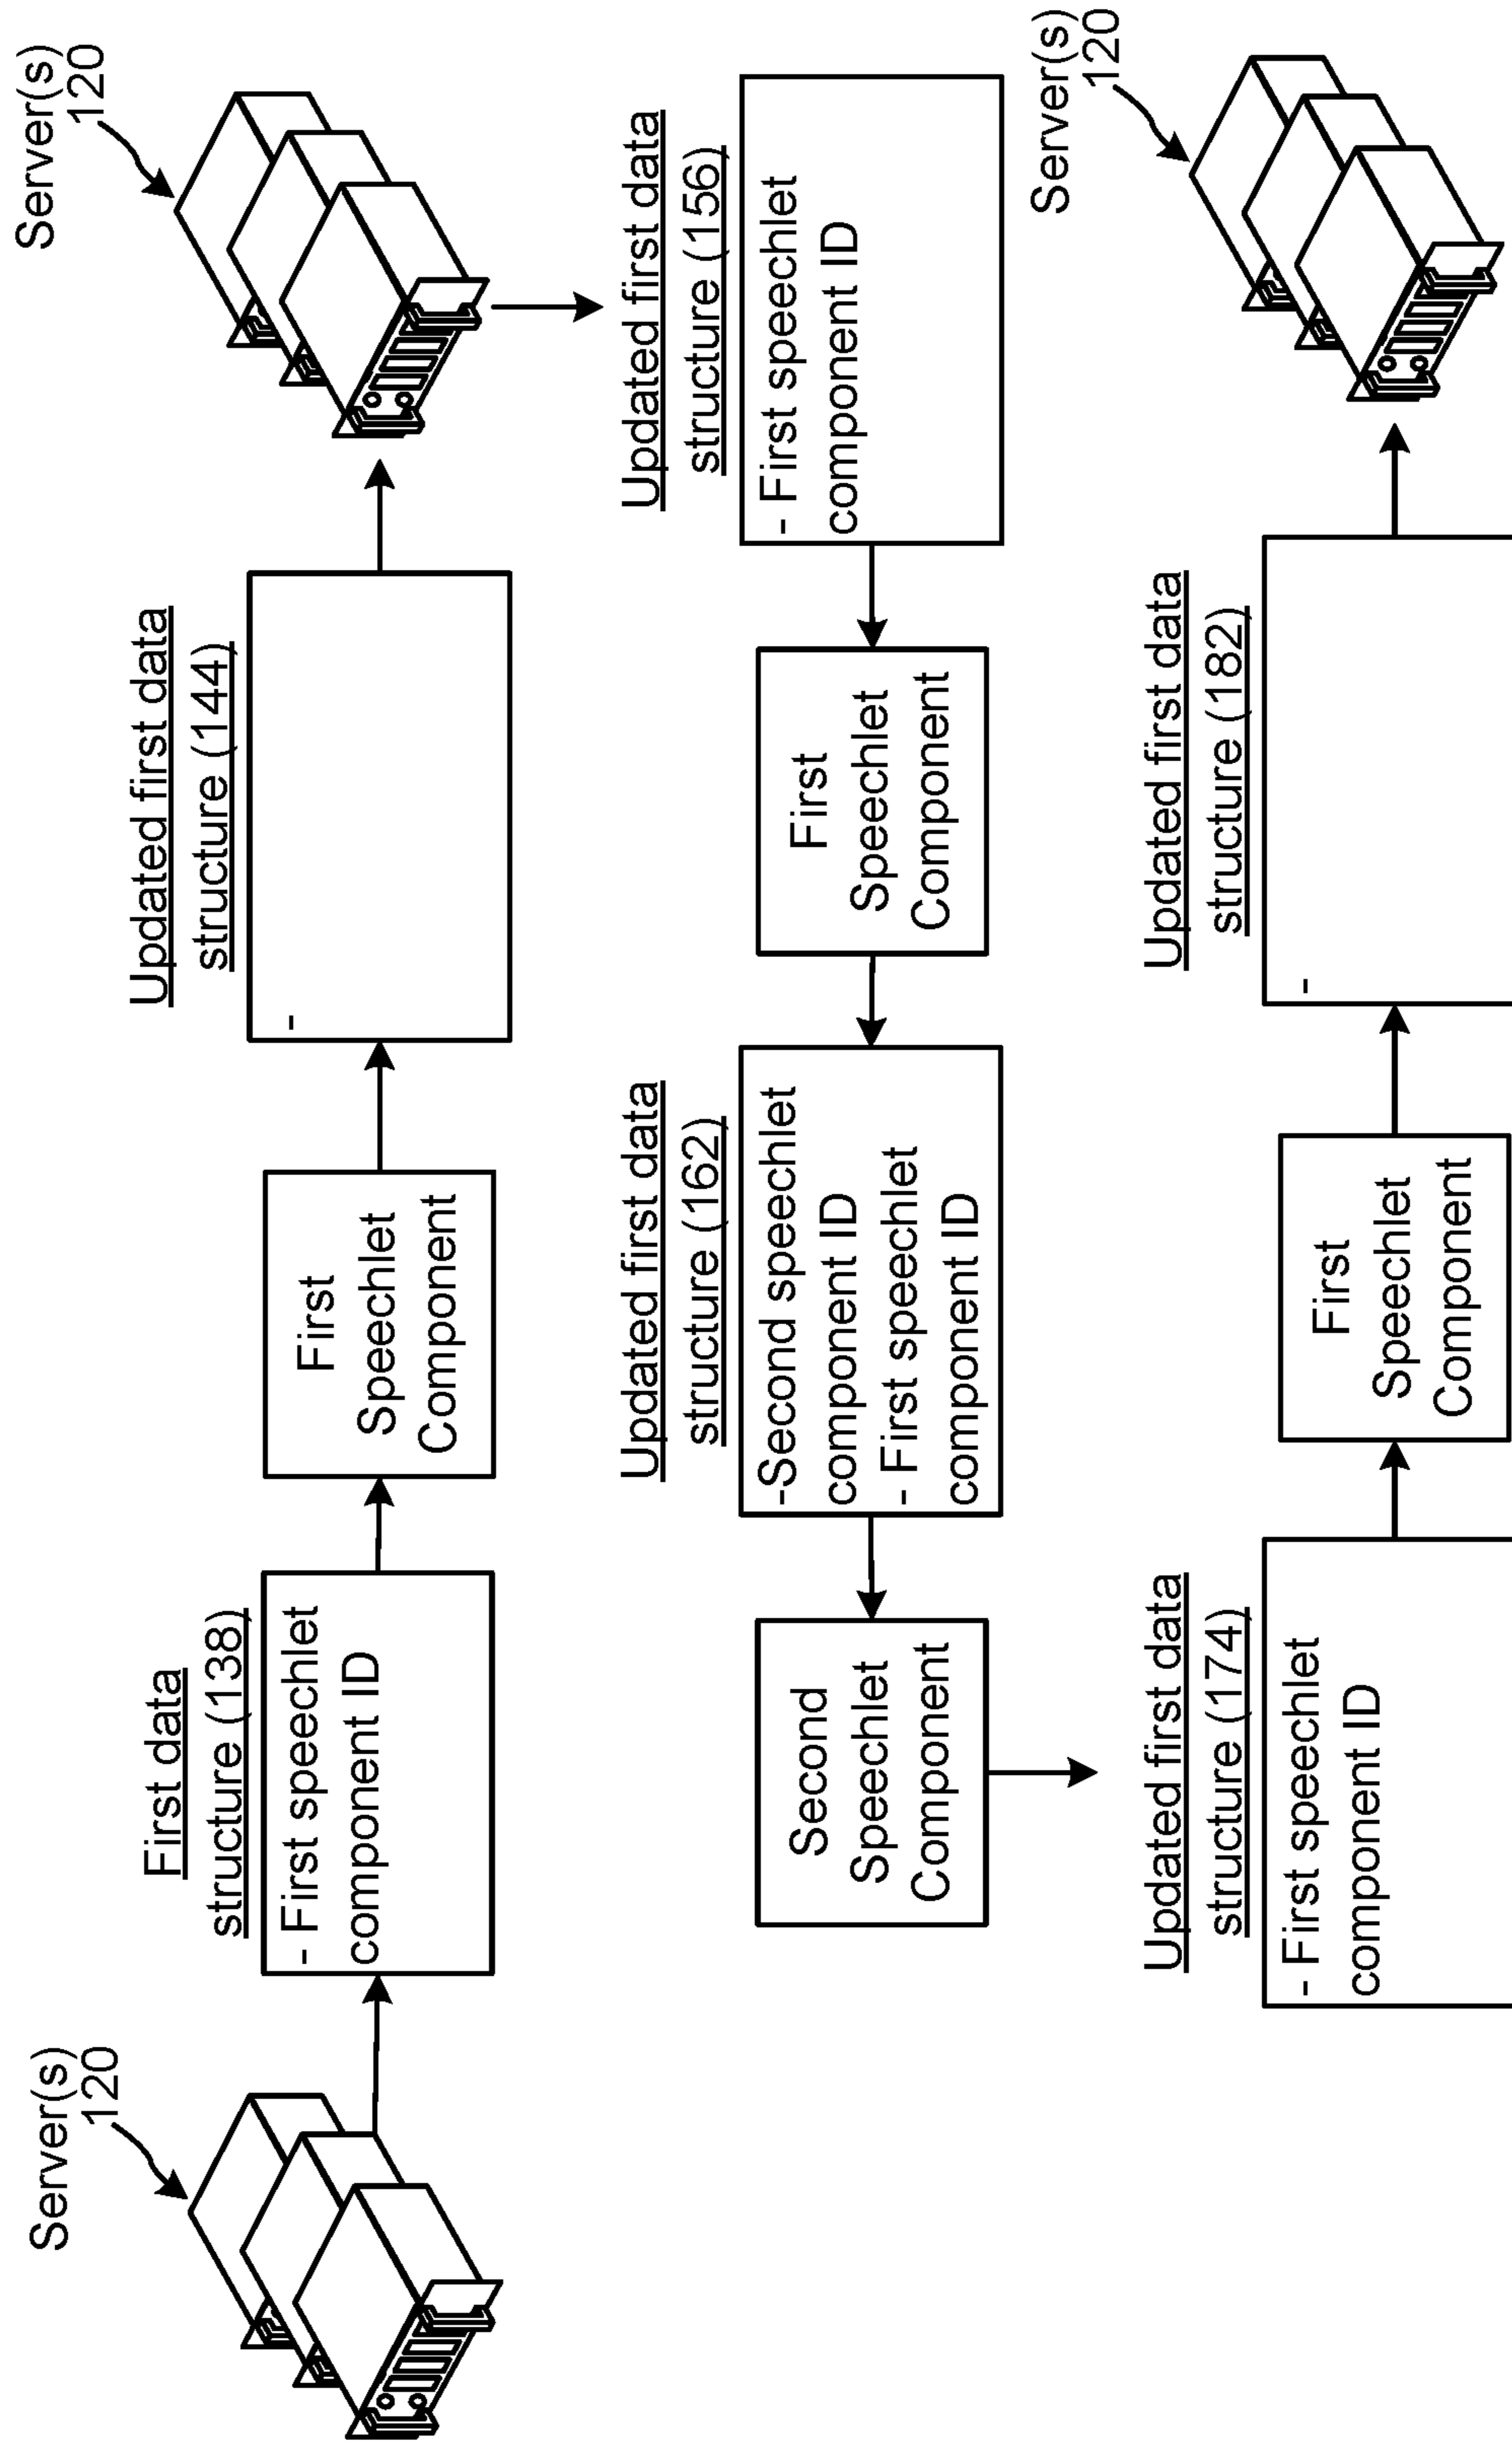 Server(s)
120
First data
structure (138)
- First speechlet
component ID
First
Speechlet
Component
Updated first data
structure (144)
-
Server(s)
120
Updated first data
structure (156)
- First speechlet
component ID
First
Speechlet
Component
Updated first data
structure (162)
-Second speechlet
component ID
- First speechlet
component ID
Second
Speechlet
Component
Updated first data
structure (174)
- First speechlet
component ID
First
Speechlet
Component
Updated first data
structure (182)
-
Server(s)
120